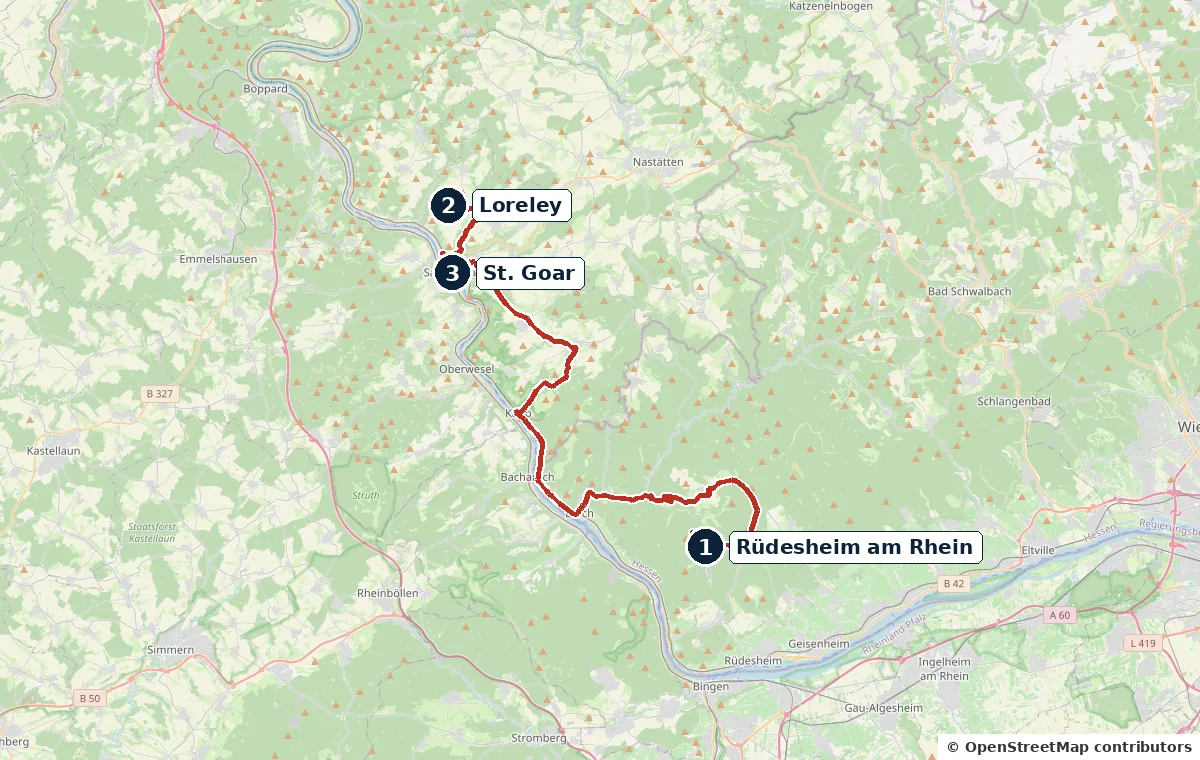 Katzenelnbogen
Boppard
Nastätten
2
Loreley
Emmelshausen
3
St. Goar
Bad Schwalbach
Oberwesel
B 327
Schlangenbad
Kastellaun
Bacharach
Struth
Staatsforst
Kastellaun
1
Rüdesheim am Rhein
Hessen
Eltville
Hessen
B 42
Rheinböllen
Rheinland-Pfalz
A 60
Simmern
Geisenheim
L 419
Rüdesheim
Ingelheim
am Rhein
Bingen
B 50
Gau-Algesheim
Stromberg
© OpenStreetMap contributors